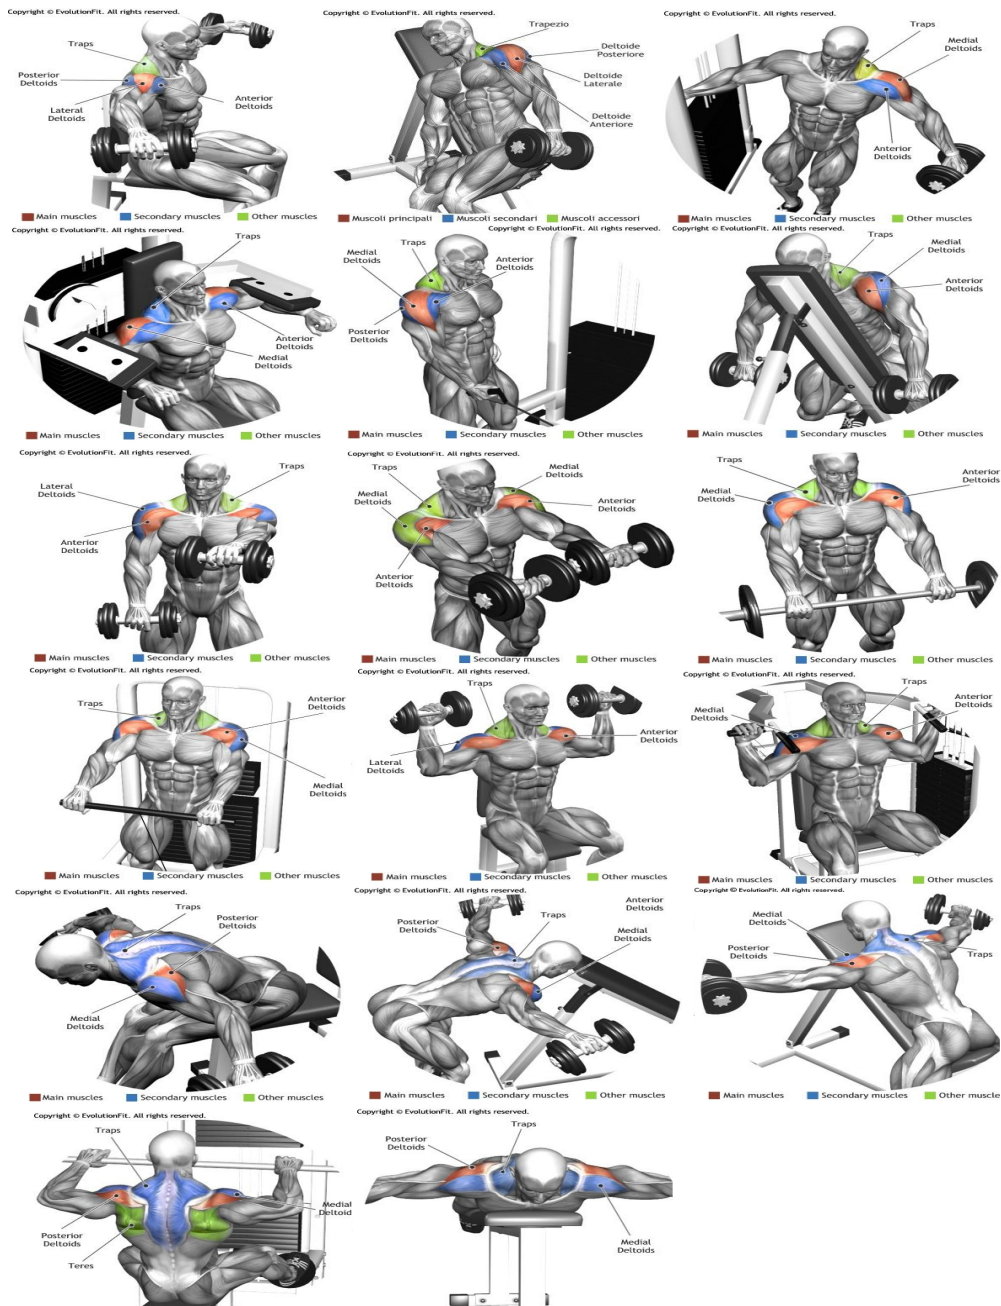 Copyright © EvolutionFit. All rights reserved.
Traps
Posterior
Deltoids
Lateral
Deltoids
Anterior
Deltoids
Main muscles Secondary muscles Other muscles
Copyright © EvolutionFit. All rights reserved.
Trapezio
Deltoide
Posteriore
Deltoide
Laterale
Deltoide
Anteriore
Muscoli principali Muscoli secondari Muscoli accessori
Copyright © EvolutionFit. All rights reserved.
Traps
Medial
Deltoids
Anterior
Deltoids
Main muscles Secondary muscles Other muscles
Copyright © EvolutionFit. All rights reserved.
Traps
Anterior
Deltoids
Medial
Deltoids
Main muscles Secondary muscles Other muscles
Copyright © EvolutionFit. All rights reserved.
Traps
Medial
Deltoids
Anterior
Deltoids
Posterior
Deltoids
Main muscles Secondary muscles Other muscles
Copyright © EvolutionFit. All rights reserved.
Traps
Medial
Deltoids
Anterior
Deltoids
Main muscles Secondary muscles Other muscles
Copyright © EvolutionFit. All rights reserved.
Lateral
Deltoids
Traps
Anterior
Deltoids
Main muscles Secondary muscles Other muscles
Copyright © EvolutionFit. All rights reserved.
Traps
Medial
Deltoids
Medial
Deltoids
Anterior
Deltoids
Anterior
Deltoids
Main muscles Secondary muscles Other muscles
Copyright © EvolutionFit. All rights reserved.
Traps
Medial
Deltoids
Anterior
Deltoids
Main muscles Secondary muscles Other muscles
Copyright © EvolutionFit. All rights reserved.
Traps
Anterior
Deltoids
Medial
Deltoids
Main muscles Secondary muscles Other muscles
Copyright © EvolutionFit. All rights reserved.
Traps
Lateral
Deltoids
Anterior
Deltoids
Main muscles Secondary muscles Other muscles
Copyright © EvolutionFit. All rights reserved.
Traps
Medial
Deltoids
Anterior
Deltoids
Main muscles Secondary muscles Other muscles
Copyright © EvolutionFit. All rights reserved.
Traps
Posterior
Deltoids
Medial
Deltoids
Main muscles Secondary muscles Other muscles
Copyright © EvolutionFit. All rights reserved.
Anterior
Deltoids
Posterior
Deltoids
Traps
Medial
Deltoids
Main muscles Secondary muscles Other muscles
Copyright © EvolutionFit. All rights reserved.
Medial
Deltoids
Posterior
Deltoids
Traps
Main muscles Secondary muscles Other muscles
Copyright © EvolutionFit. All rights reserved.
Traps
Medial
Deltoid
Posterior
Deltoids
Teres
Copyright © EvolutionFit. All rights reserved.
Traps
Posterior
Deltoids
Medial
Deltoids